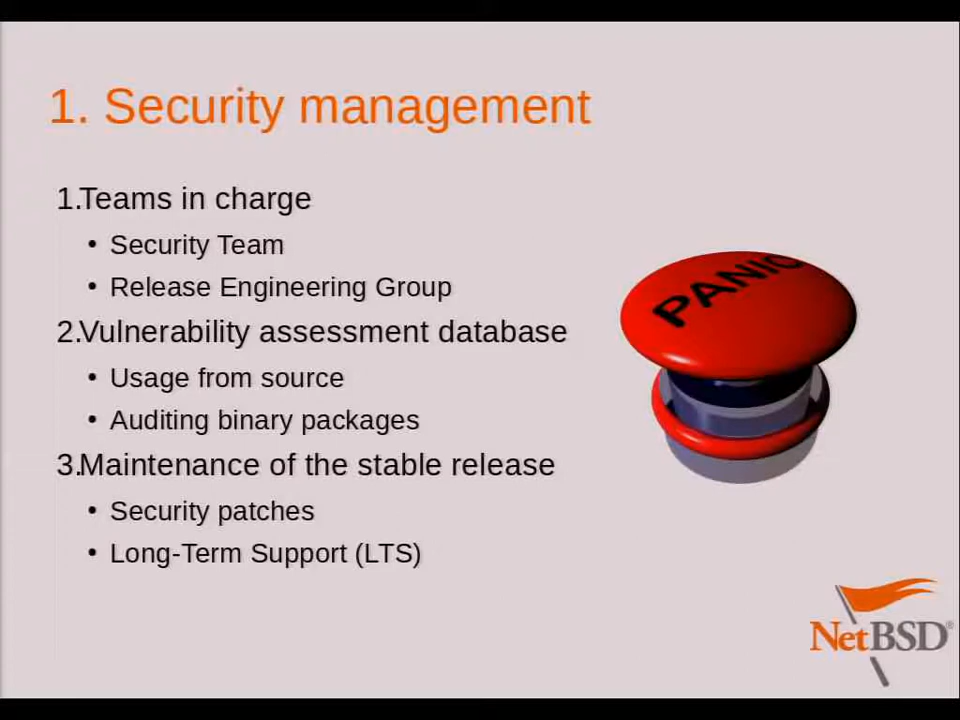 1. Security management
1.Teams in charge
• Security Team
• Release Engineering Group
2.Vulnerability assessment database
• Usage from source
• Auditing binary packages
3.Maintenance of the stable release
• Security patches
• Long-Term Support (LTS)
PANIC
NetBSD®